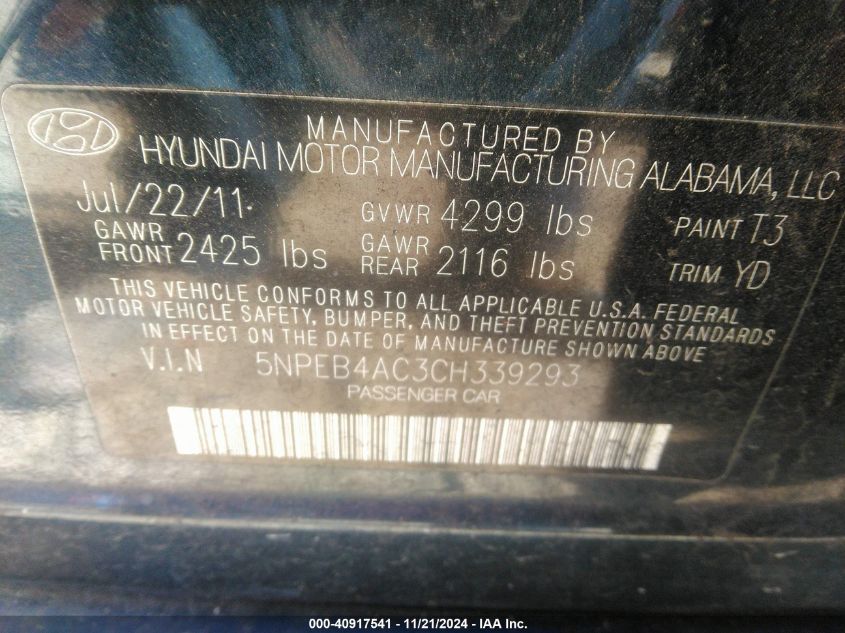 MANUFACTURED BY
HYUNDAI MOTOR MANUFACTURING ALABAMA, LLC
Jul/22/11 GVWR 4299 lbs PAINT T3
GAWR FRONT 2425 lbs GAWR REAR 2116 lbs TRIM YD
THIS VEHICLE CONFORMS TO ALL APPLICABLE U.S.A. FEDERAL
MOTOR VEHICLE SAFETY, BUMPER, AND THEFT PREVENTION STANDARDS
IN EFFECT ON THE DATE OF MANUFACTURE SHOWN ABOVE.
V.I.N 5NPEB4AC3CH339293
PASSENGER CAR
000-40917541 - 11/21/2024 - IAA Inc.